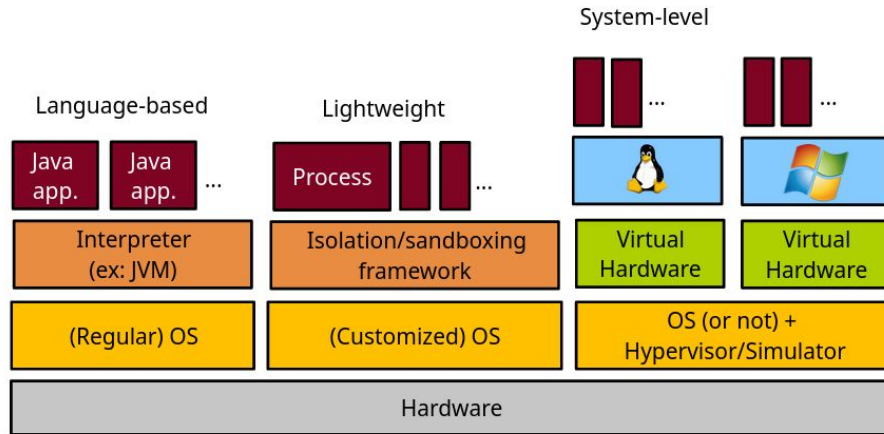 System-level
Language-based
Lightweight
...
...
Java
app.
Java
app.
...
Process
...
Interpreter
(ex: JVM)
Isolation/sandboxing
framework
Virtual
Hardware
Virtual
Hardware
(Regular) OS
(Customized) OS
OS (or not) +
Hypervisor/Simulator
Hardware